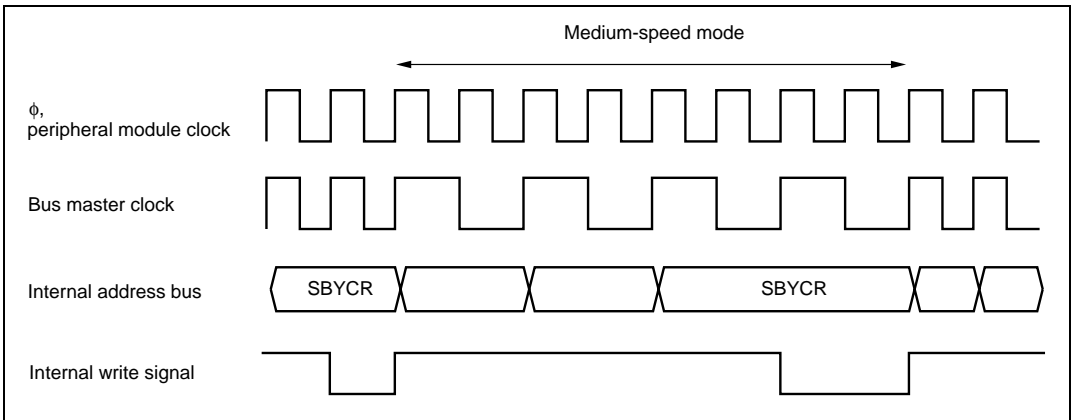 Medium-speed mode
ϕ,
peripheral module clock
Bus master clock
Internal address bus
SBYCR
SBYCR
Internal write signal